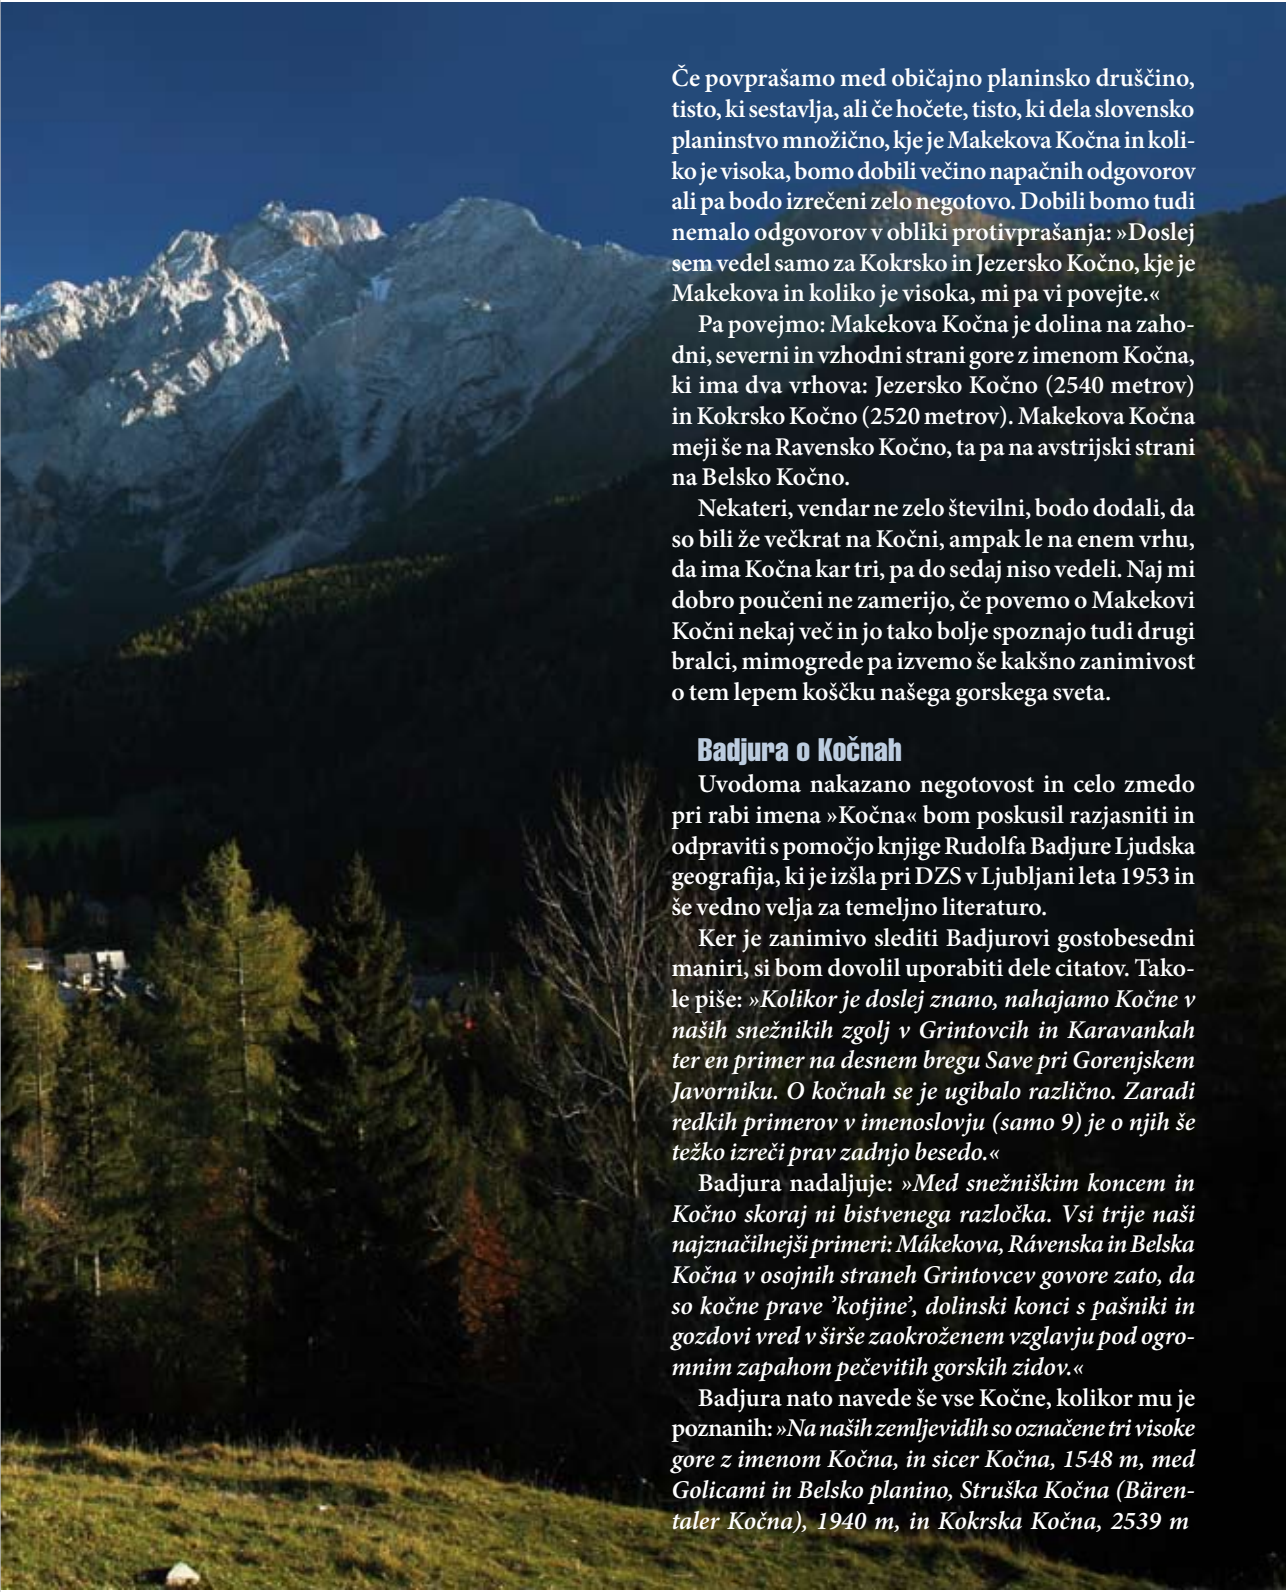 Če povprašamo med običajno planinsko druščino,
tisto, ki sestavlja, ali če hočete, tisto, ki dela slovensko
planinstvo množično, kje je Makekova Kočna in koli-
ko je visoka, bomo dobili večino napačnih odgovorov
ali pa bodo izrečeni zelo negotovo. Dobili bomo tudi
nemalo odgovorov v obliki protivprašanja: »Doslej
sem vedel samo za Kokrsko in Jezersko Kočno, kje je
Makekova in koliko je visoka, mi pa vi povejte.«
Pa povejmo: Makekova Kočna je dolina na zaho-
dni, severni in vzhodni strani gore z imenom Kočna,
ki ima dva vrhova: Jezersko Kočno (2540 metrov)
in Kokrsko Kočno (2520 metrov). Makekova Kočna
meji še na Ravensko Kočno, ta pa na avstrijski strani
na Belsko Kočno.
Nekateri, vendar ne zelo številni, bodo dodali, da
so bili že večkrat na Kočni, ampak le na enem vrhu,
da ima Kočna kar tri, pa do sedaj niso vedeli. Naj mi
dobro poučeni ne zamerijo, če povemo o Makekovi
Kočni nekaj več in jo tako bolje spoznajo tudi drugi
bralci, mimogrede pa izvemo še kakšno zanimivost
o tem lepem koščku našega gorskega sveta.
Badjura o Kočnah
Uvodoma nakazano negotovost in celo zmedo
pri rabi imena »Kočna« bom poskusil razjasniti in
odpraviti s pomočjo knjige Rudolfa Badjure Ljudska
geografija, ki je izšla pri DZS v Ljubljani leta 1953 in
še vedno velja za temeljno literaturo.
Ker je zanimivo slediti Badjurovi gostobesedni
maniri, si bom dovolil uporabiti dele citatov. Tako-
le piše: »Kolikor je doslej znano, nahajamo Kočne v
naših snežnikih zgolj v Grintovcih in Karavankah
ter en primer na desnem bregu Save pri Gorenjskem
Javorniku. O kočnah se je ugibalo različno. Zaradi
redkih primerov v imenoslovju (samo 9) je o njih še
težko izreči prav zadnjo besedo.«
Badjura nadaljuje: »Med snežniškim koncem in
Kočno skoraj ni bistvenega razločka. Vsi trije naši
najznačilnejši primeri: Mákekova, Rávenska in Belska
Kočna v osojnih straneh Grintovcev govore zato, da
so kočne prave ’kotjine’, dolinski konci s pašniki in
gozdovi vred v širše zaokroženem vzglavju pod ogro-
mnim zapahom pečevitih gorskih zidov.«
Badjura nato navede še vse Kočne, kolikor mu je
poznanih: »Na naših zemljevidih so označene tri visoke
gore z imenom Kočna, in sicer Kočna, 1548 m, med
Golicami in Belsko planino, Struška Kočna (Bären-
taler Kočna), 1940 m, in Kokrska Kočna, 2539 m